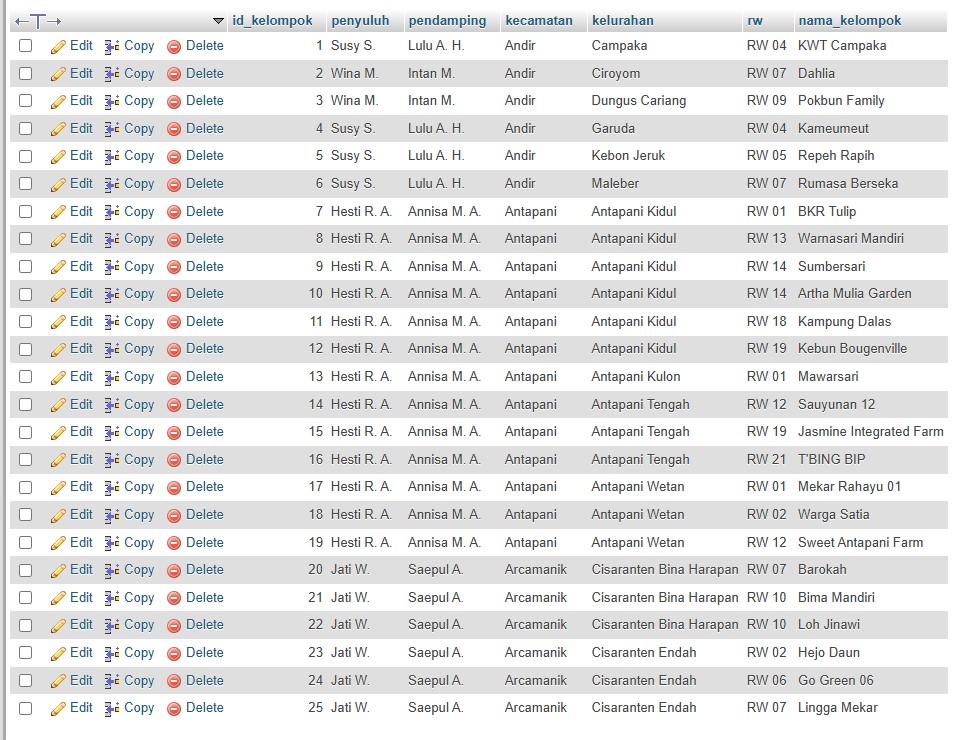 id_kelompok penyuluh pendamping kecamatan kelurahan rw nama_kelompok
Edit Copy Delete 1 Susy S. Lulu A. H. Andir Campaka RW 04 KWT Campaka
Edit Copy Delete 2 Wina M. Intan M. Andir Ciroyom RW 07 Dahlia
Edit Copy Delete 3 Wina M. Intan M. Andir Dungus Cariang RW 09 Pokbun Family
Edit Copy Delete 4 Susy S. Lulu A. H. Andir Garuda RW 04 Kameumeut
Edit Copy Delete 5 Susy S. Lulu A. H. Andir Kebon Jeruk RW 05 Repeh Rapih
Edit Copy Delete 6 Susy S. Lulu A. H. Andir Maleber RW 07 Rumasa Berseka
Edit Copy Delete 7 Hesti R. A. Annisa M. A. Antapani Antapani Kidul RW 01 BKR Tulip
Edit Copy Delete 8 Hesti R. A. Annisa M. A. Antapani Antapani Kidul RW 13 Warnasari Mandiri
Edit Copy Delete 9 Hesti R. A. Annisa M. A. Antapani Antapani Kidul RW 14 Sumbersari
Edit Copy Delete 10 Hesti R. A. Annisa M. A. Antapani Antapani Kidul RW 14 Artha Mulia Garden
Edit Copy Delete 11 Hesti R. A. Annisa M. A. Antapani Antapani Kidul RW 18 Kampung Dalas
Edit Copy Delete 12 Hesti R. A. Annisa M. A. Antapani Antapani Kidul RW 19 Kebun Bougenville
Edit Copy Delete 13 Hesti R. A. Annisa M. A. Antapani Antapani Kulon RW 01 Mawarsari
Edit Copy Delete 14 Hesti R. A. Annisa M. A. Antapani Antapani Tengah RW 12 Sauyunan 12
Edit Copy Delete 15 Hesti R. A. Annisa M. A. Antapani Antapani Tengah RW 19 Jasmine Integrated Farm
Edit Copy Delete 16 Hesti R. A. Annisa M. A. Antapani Antapani Tengah RW 21 T'BING BIP
Edit Copy Delete 17 Hesti R. A. Annisa M. A. Antapani Antapani Wetan RW 01 Mekar Rahayu 01
Edit Copy Delete 18 Hesti R. A. Annisa M. A. Antapani Antapani Wetan RW 02 Warga Satia
Edit Copy Delete 19 Hesti R. A. Annisa M. A. Antapani Antapani Wetan RW 12 Sweet Antapani Farm
Edit Copy Delete 20 Jati W. Saepul A. Arcamanik Cisaranten Bina Harapan RW 07 Barokah
Edit Copy Delete 21 Jati W. Saepul A. Arcamanik Cisaranten Bina Harapan RW 10 Bima Mandiri
Edit Copy Delete 22 Jati W. Saepul A. Arcamanik Cisaranten Bina Harapan RW 10 Loh Jinawi
Edit Copy Delete 23 Jati W. Saepul A. Arcamanik Cisaranten Endah RW 02 Hejo Daun
Edit Copy Delete 24 Jati W. Saepul A. Arcamanik Cisaranten Endah RW 06 Go Green 06
Edit Copy Delete 25 Jati W. Saepul A. Arcamanik Cisaranten Endah RW 07 Lingga Mekar